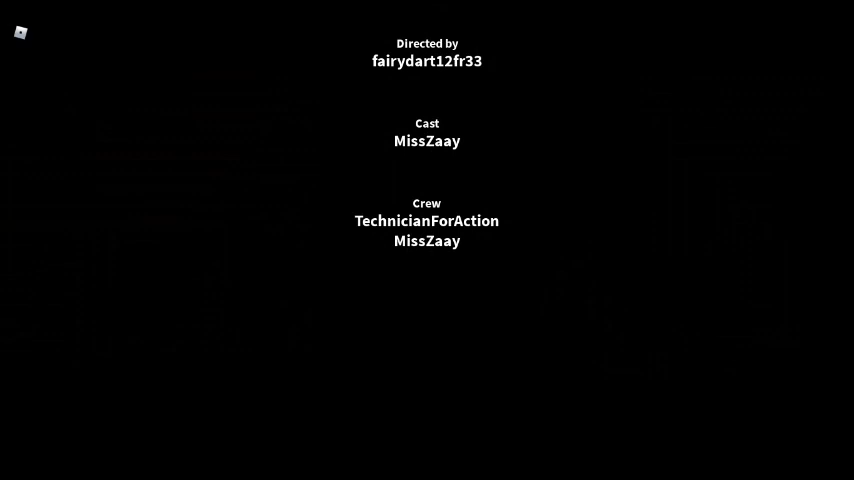 Directed by
fairydart12fr33
Cast
MissZaay
Crew
TechnicianForAction
MissZaay